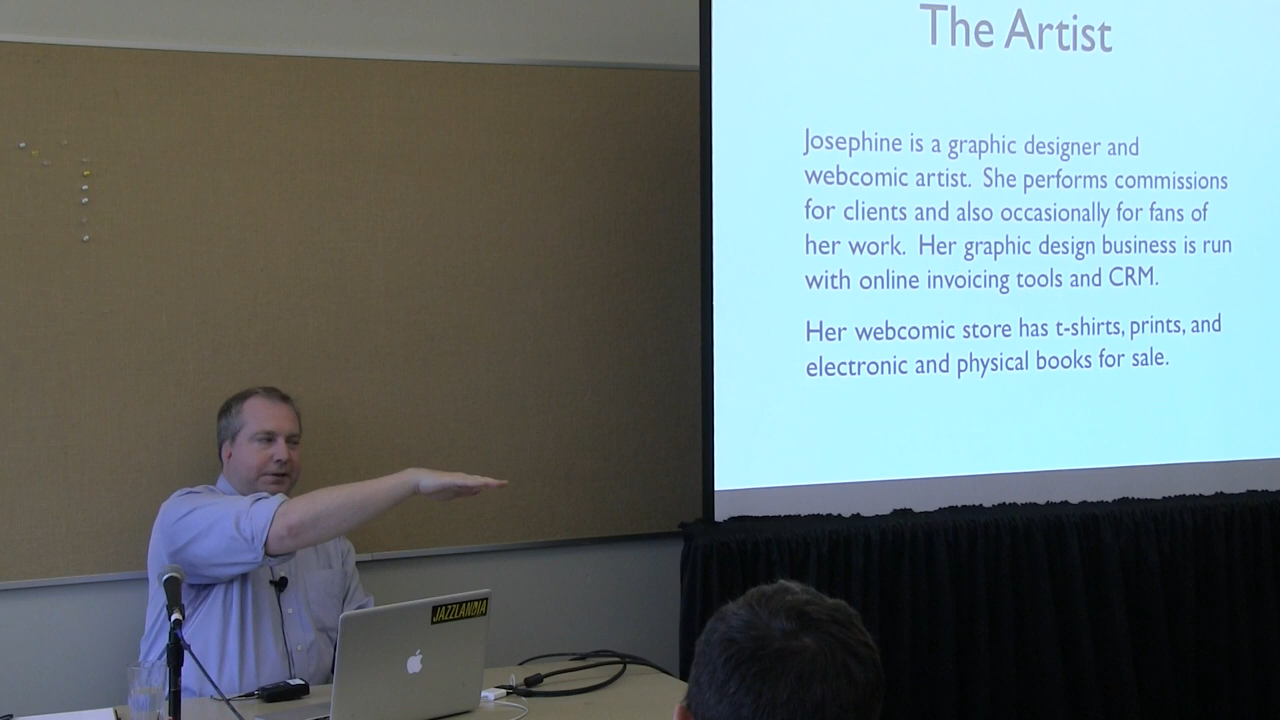 The Artist
Josephine is a graphic designer and
webcomic artist. She performs commissions
for clients and also occasionally for fans of
her work. Her graphic design business is run
with online invoicing tools and CRM.
Her webcomic store has t-shirts, prints, and
electronic and physical books for sale.
JAZZLANDIA